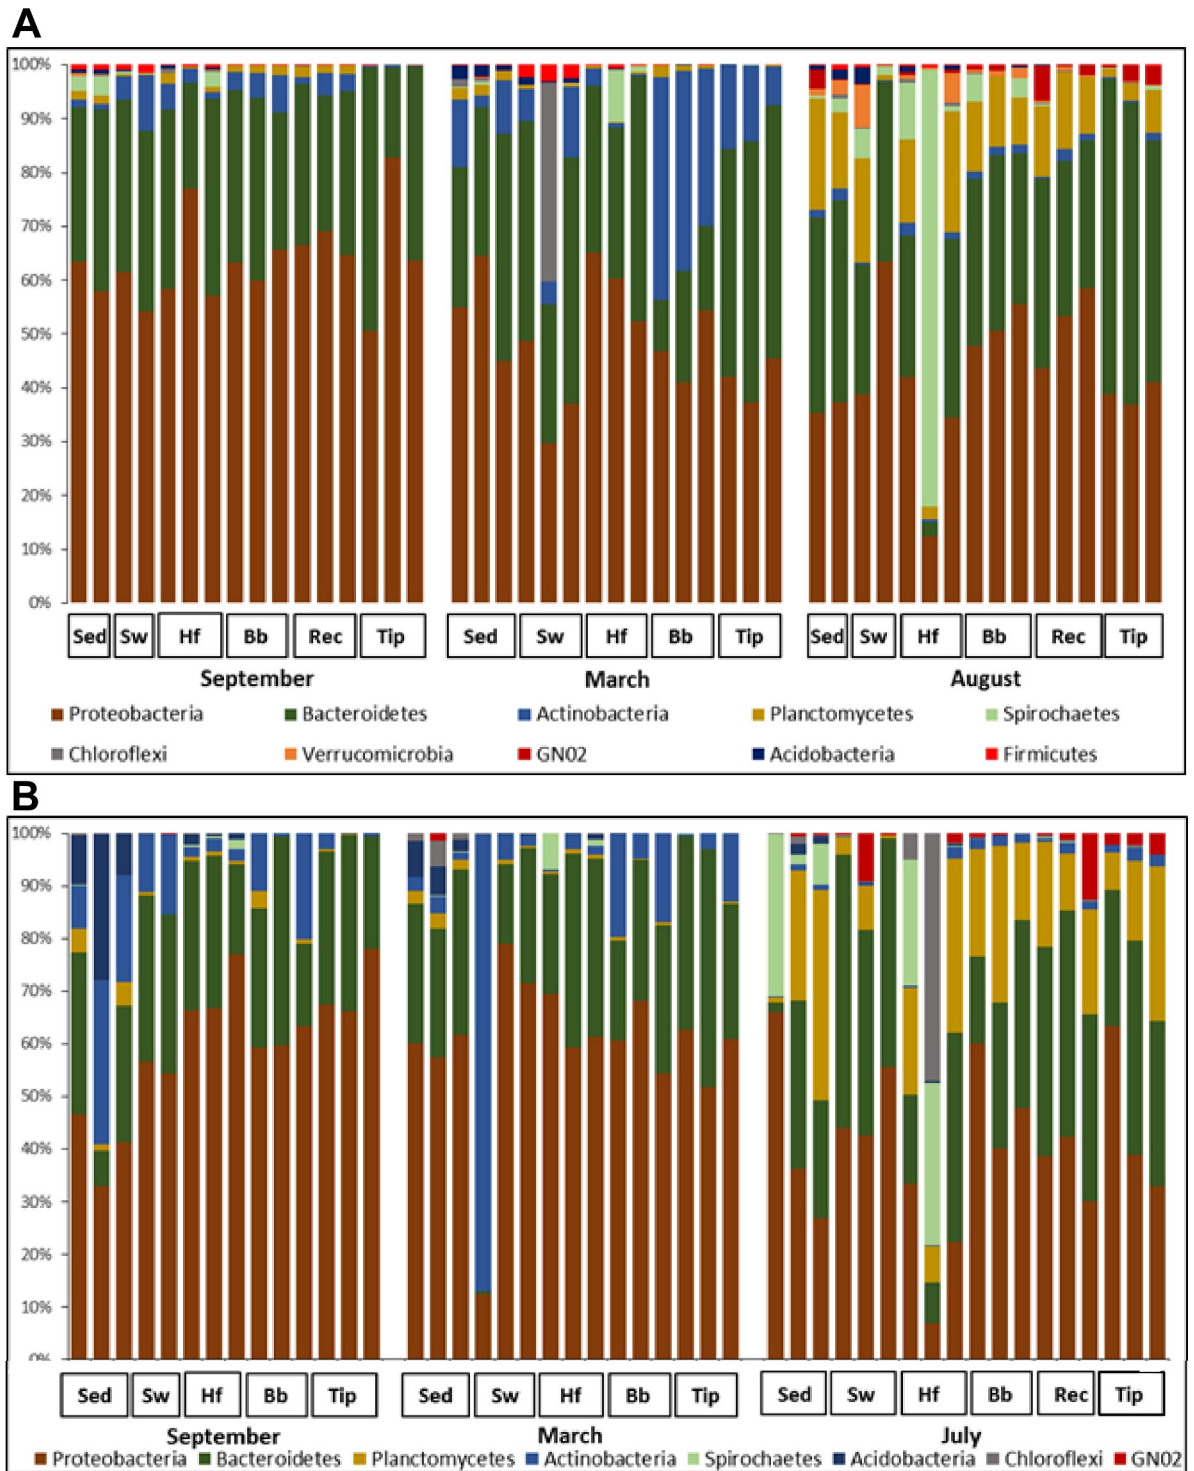 A
100%
90%
80%
70%
60%
50%
40%
30%
20%
10%
0%
Sed Sw Hf Bb Rec Tip Sed Sw Hf Bb Tip Sed Sw Hf Bb Rec Tip
September March August
Proteobacteria Bacteroidetes Actinobacteria Planctomycetes Spirochaetes
Chloroflexi Verrucomicrobia GN02 Acidobacteria Firmicutes
B
100%
90%
80%
70%
60%
50%
40%
30%
20%
10%
0%
Sed Sw Hf Bb Tip Sed Sw Hf Bb Tip Sed Sw Hf Bb Rec Tip
September March July
Proteobacteria Bacteroidetes Planctomycetes Actinobacteria Spirochaetes Acidobacteria Chloroflexi GN02